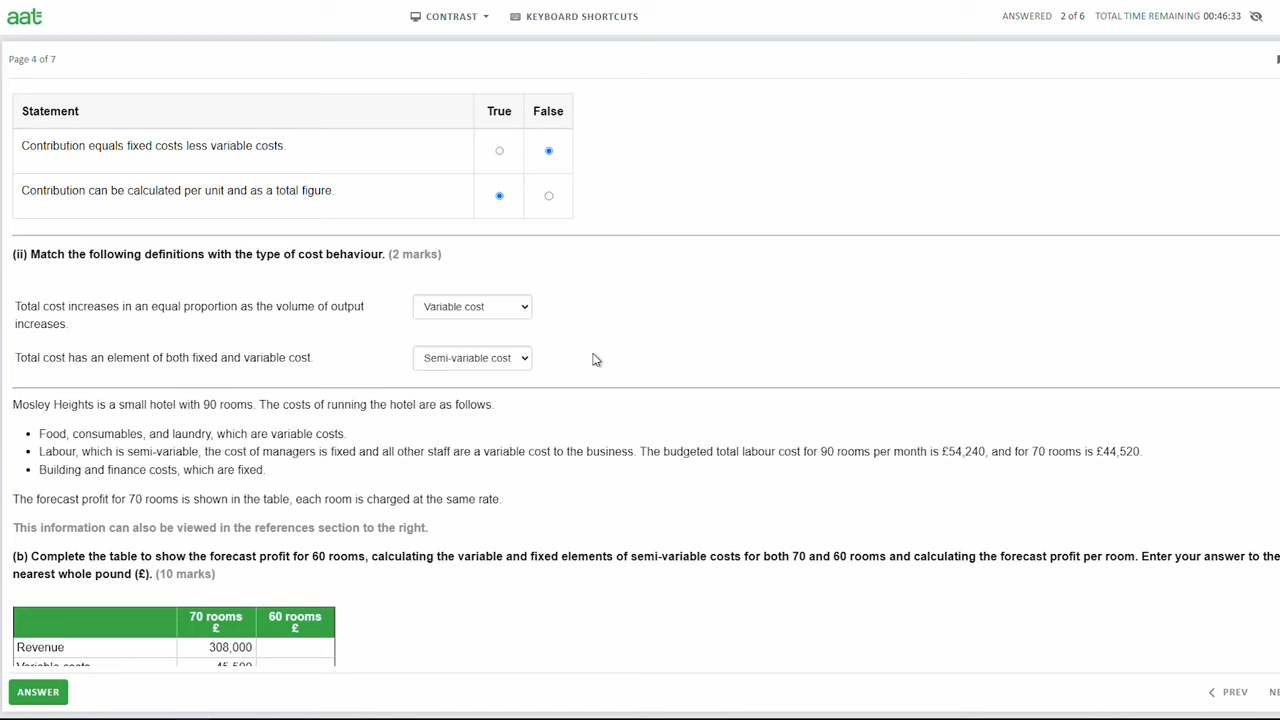 aat
CONTRAST
KEYBOARD SHORTCUTS
ANSWERED 2 of 6 TOTAL TIME REMAINING 00:46:33
Page 4 of 7
Statement True False
Contribution equals fixed costs less variable costs.
Contribution can be calculated per unit and as a total figure.
(ii) Match the following definitions with the type of cost behaviour. (2 marks)
Total cost increases in an equal proportion as the volume of output
increases.
Variable cost
Total cost has an element of both fixed and variable cost.
Semi-variable cost
Mosley Heights is a small hotel with 90 rooms. The costs of running the hotel are as follows.
• Food, consumables, and laundry, which are variable costs.
• Labour, which is semi-variable, the cost of managers is fixed and all other staff are a variable cost to the business. The budgeted total labour cost for 90 rooms per month is £54,240, and for 70 rooms is £44,520.
• Building and finance costs, which are fixed.
The forecast profit for 70 rooms is shown in the table, each room is charged at the same rate.
This information can also be viewed in the references section to the right.
(b) Complete the table to show the forecast profit for 60 rooms, calculating the variable and fixed elements of semi-variable costs for both 70 and 60 rooms and calculating the forecast profit per room. Enter your answer to the
nearest whole pound (£). (10 marks)
70 rooms 60 rooms
£ £
Revenue 308,000
Variable costs 45,500
ANSWER
PREV NE